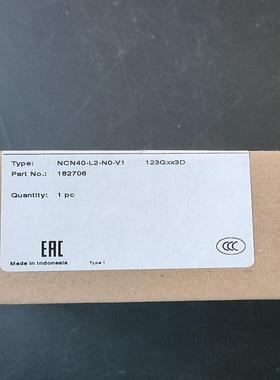 Type: NCN40-L2-N0-V1 123G:xx3D
Part No.: 182706
Quantity: 1 pc
EAC
CCC
Made in Indonesia Type 1